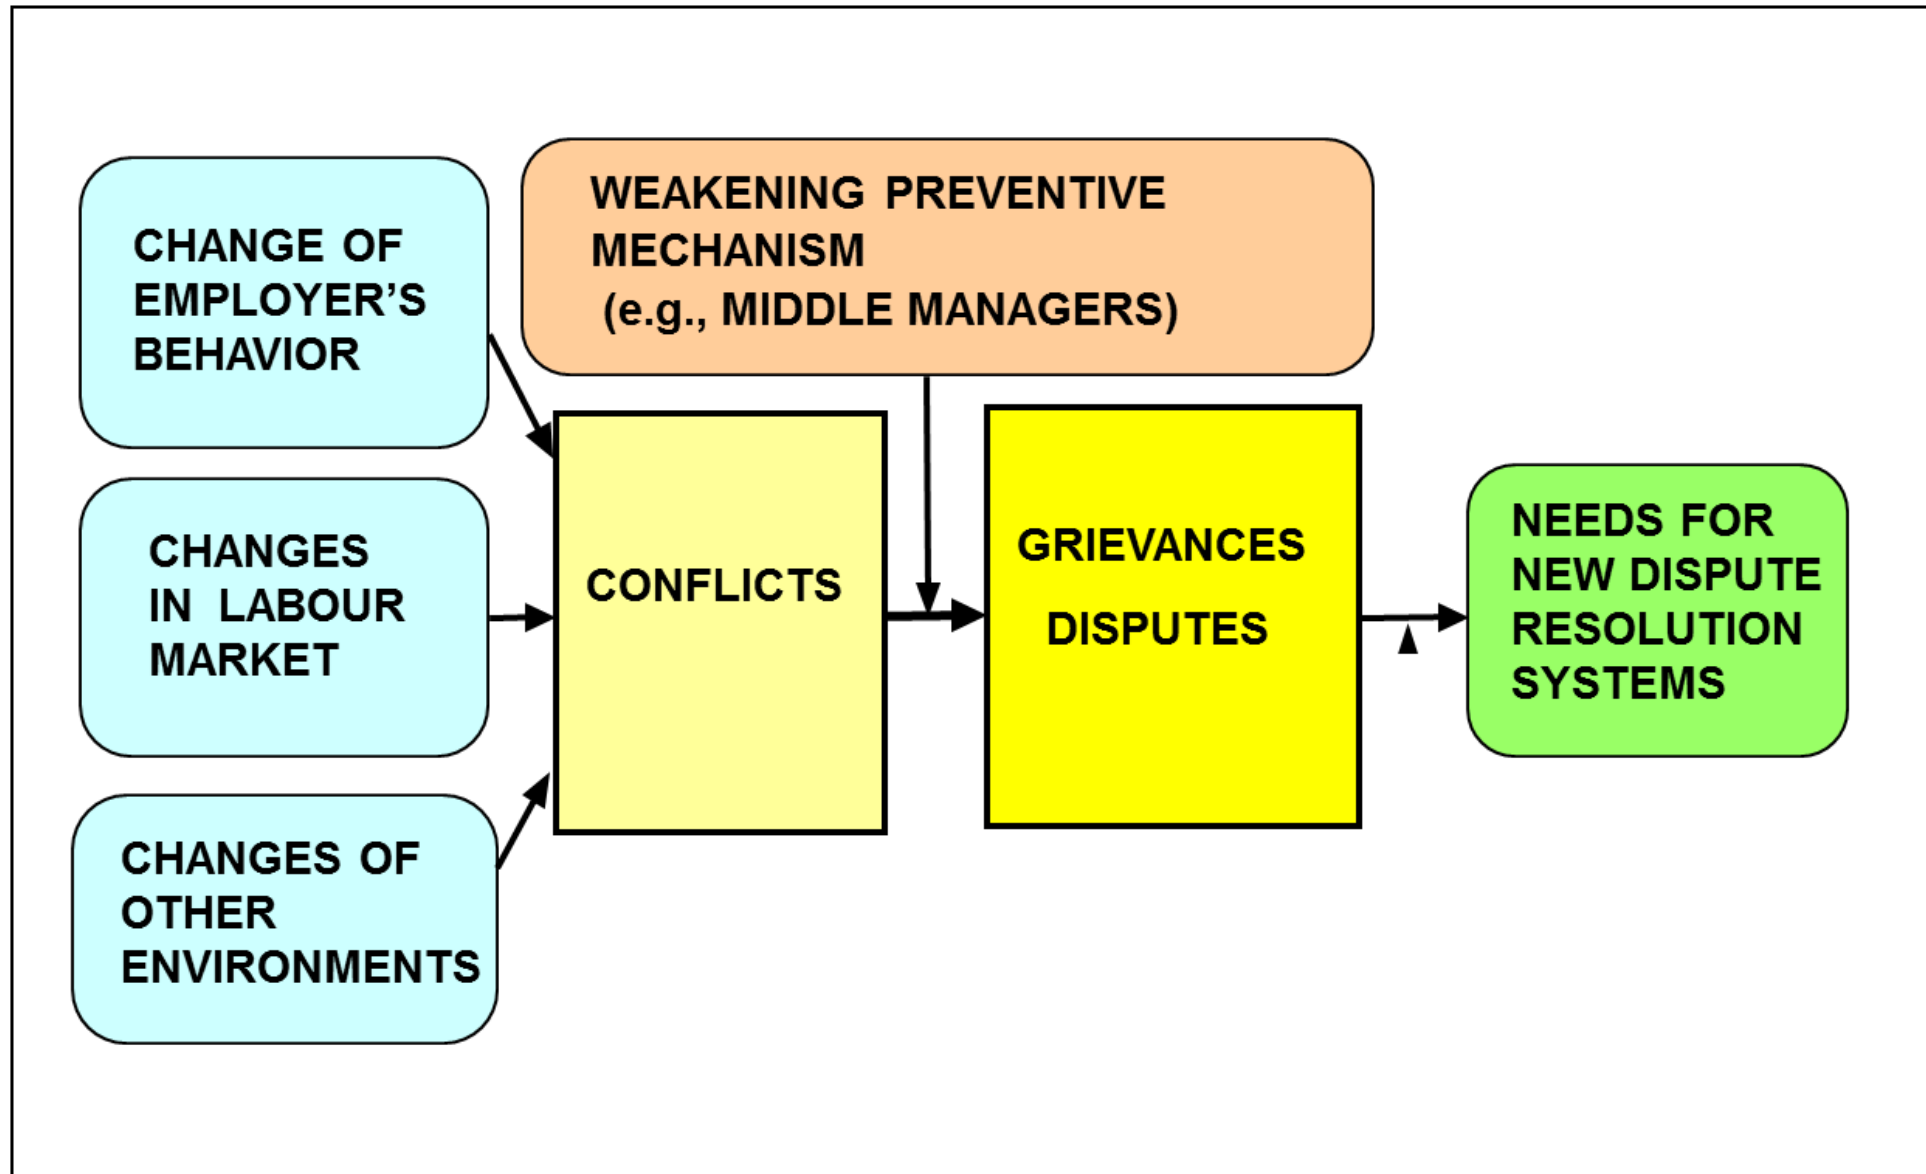 CHANGE OF
EMPLOYER’S
BEHAVIOR
WEAKENING PREVENTIVE
MECHANISM
(e.g., MIDDLE MANAGERS)
CHANGES
IN LABOUR
MARKET
CONFLICTS
GRIEVANCES
DISPUTES
NEEDS FOR
NEW DISPUTE
RESOLUTION
SYSTEMS
CHANGES OF
OTHER
ENVIRONMENTS